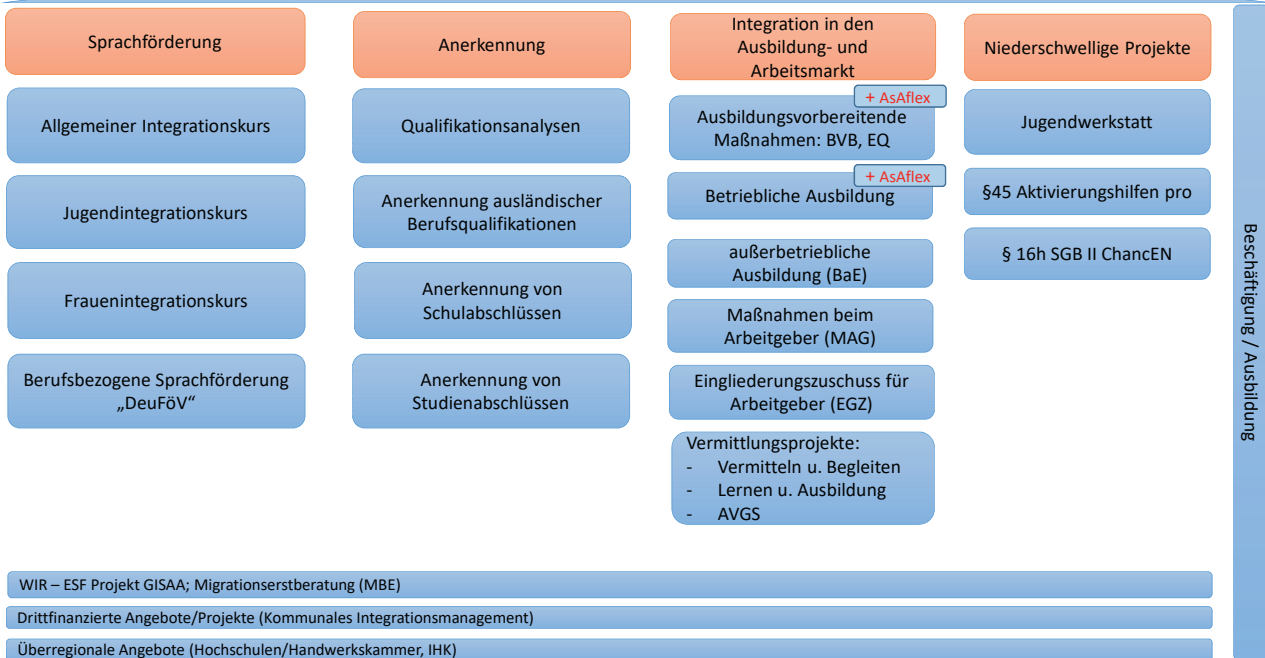 Sprachförderung
Allgemeiner Integrationskurs
Jugendintegrationskurs
Frauenintegrationskurs
Berufsbezogene Sprachförderung
„DeuFöV“
Anerkennung
Qualifikationsanalysen
Anerkennung ausländischer
Berufsqualifikationen
Anerkennung von
Schulabschlüssen
Anerkennung von
Studienabschlüssen
Integration in den
Ausbildung- und
Arbeitsmarkt
+ AsAflex
Ausbildungsvorbereitende
Maßnahmen: BVB, EQ
+ AsAflex
Betriebliche Ausbildung
außerbetriebliche
Ausbildung (BaE)
Maßnahmen beim
Arbeitgeber (MAG)
Eingliederungszuschuss für
Arbeitgeber (EGZ)
Vermittlungsprojekte:
- Vermitteln u. Begleiten
- Lernen u. Ausbildung
- AVGS
Niederschwellige Projekte
Jugendwerkstatt
§45 Aktivierungshilfen pro
§ 16h SGB II ChancEN
Beschäftigung / Ausbildung
WIR – ESF Projekt GISAA; Migrationserstberatung (MBE)
Drittfinanzierte Angebote/Projekte (Kommunales Integrationsmanagement)
Überregionale Angebote (Hochschulen/Handwerkskammer, IHK)